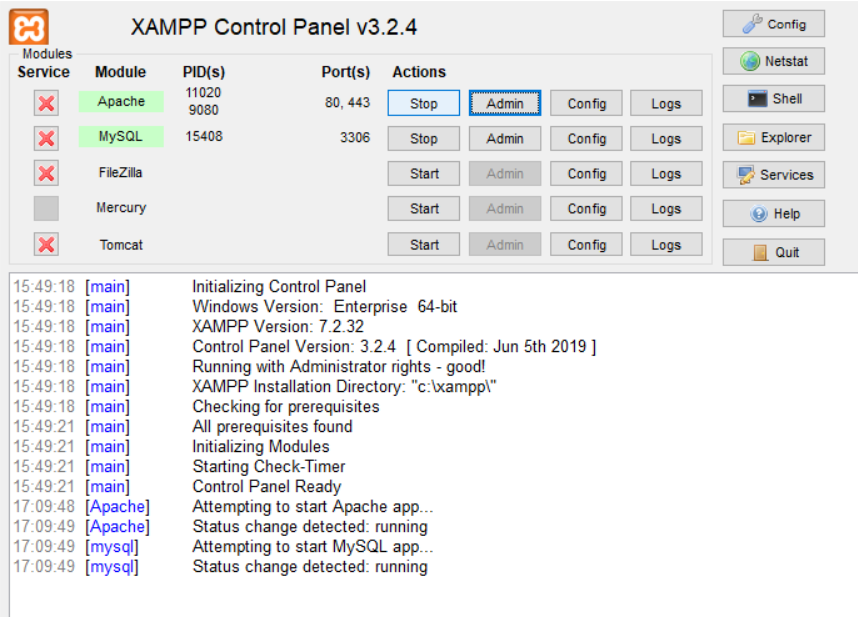 XAMPP Control Panel v3.2.4
Modules
Service Module PID(s) Port(s) Actions
Apache 11020 9080 80, 443 Stop Admin Config Logs
MySQL 15408 3306 Stop Admin Config Logs
FileZilla Start Admin Config Logs
Mercury Start Admin Config Logs
Tomcat Start Admin Config Logs
Config
Netstat
Shell
Explorer
Services
Help
Quit
15:49:18 [main] Initializing Control Panel
15:49:18 [main] Windows Version: Enterprise 64-bit
15:49:18 [main] XAMPP Version: 7.2.32
15:49:18 [main] Control Panel Version: 3.2.4 [ Compiled: Jun 5th 2019 ]
15:49:18 [main] Running with Administrator rights - good!
15:49:18 [main] XAMPP Installation Directory: "c:\xampp\"
15:49:18 [main] Checking for prerequisites
15:49:21 [main] All prerequisites found
15:49:21 [main] Initializing Modules
15:49:21 [main] Starting Check-Timer
15:49:21 [main] Control Panel Ready
17:09:48 [Apache] Attempting to start Apache app...
17:09:49 [Apache] Status change detected: running
17:09:49 [mysql] Attempting to start MySQL app...
17:09:49 [mysql] Status change detected: running